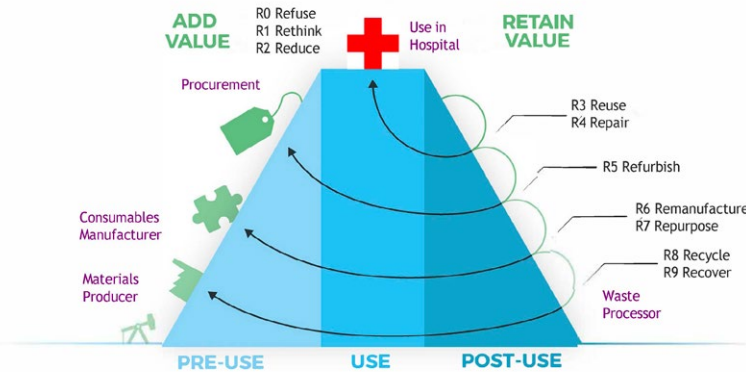 ADD
VALUE
R0 Refuse
R1 Rethink
R2 Reduce
Use in
Hospital
RETAIN
VALUE
Procurement
R3 Reuse
R4 Repair
R5 Refurbish
Consumables
Manufacturer
R6 Remanufacture
R7 Repurpose
Materials
Producer
R8 Recycle
R9 Recover
Waste
Processor
PRE-USE
USE
POST-USE